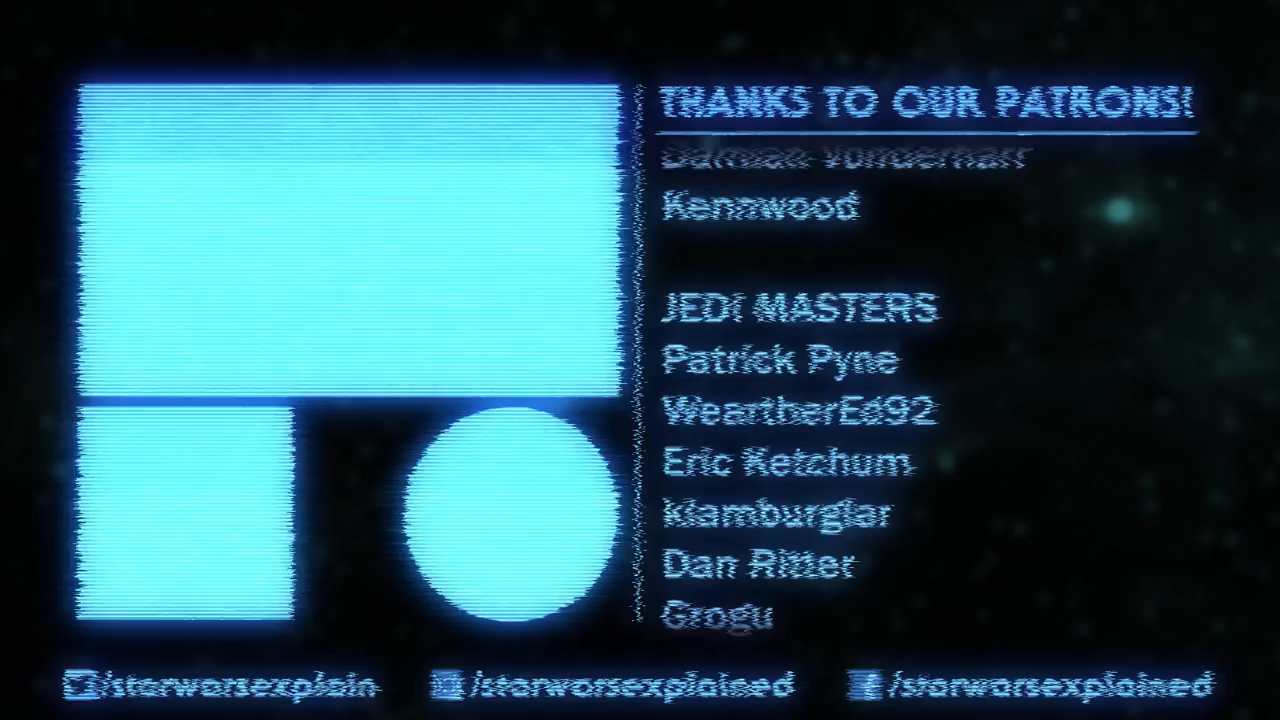 THANKS TO OUR PATRONS!
Kennwood
JEDI MASTERS
Patrick Pyne
WeartherEd92
Eric Ketchum
klamburglar
Dan Ritter
Grogu
/starwarsexplain
/starwarsexplained
/starwarsexplained